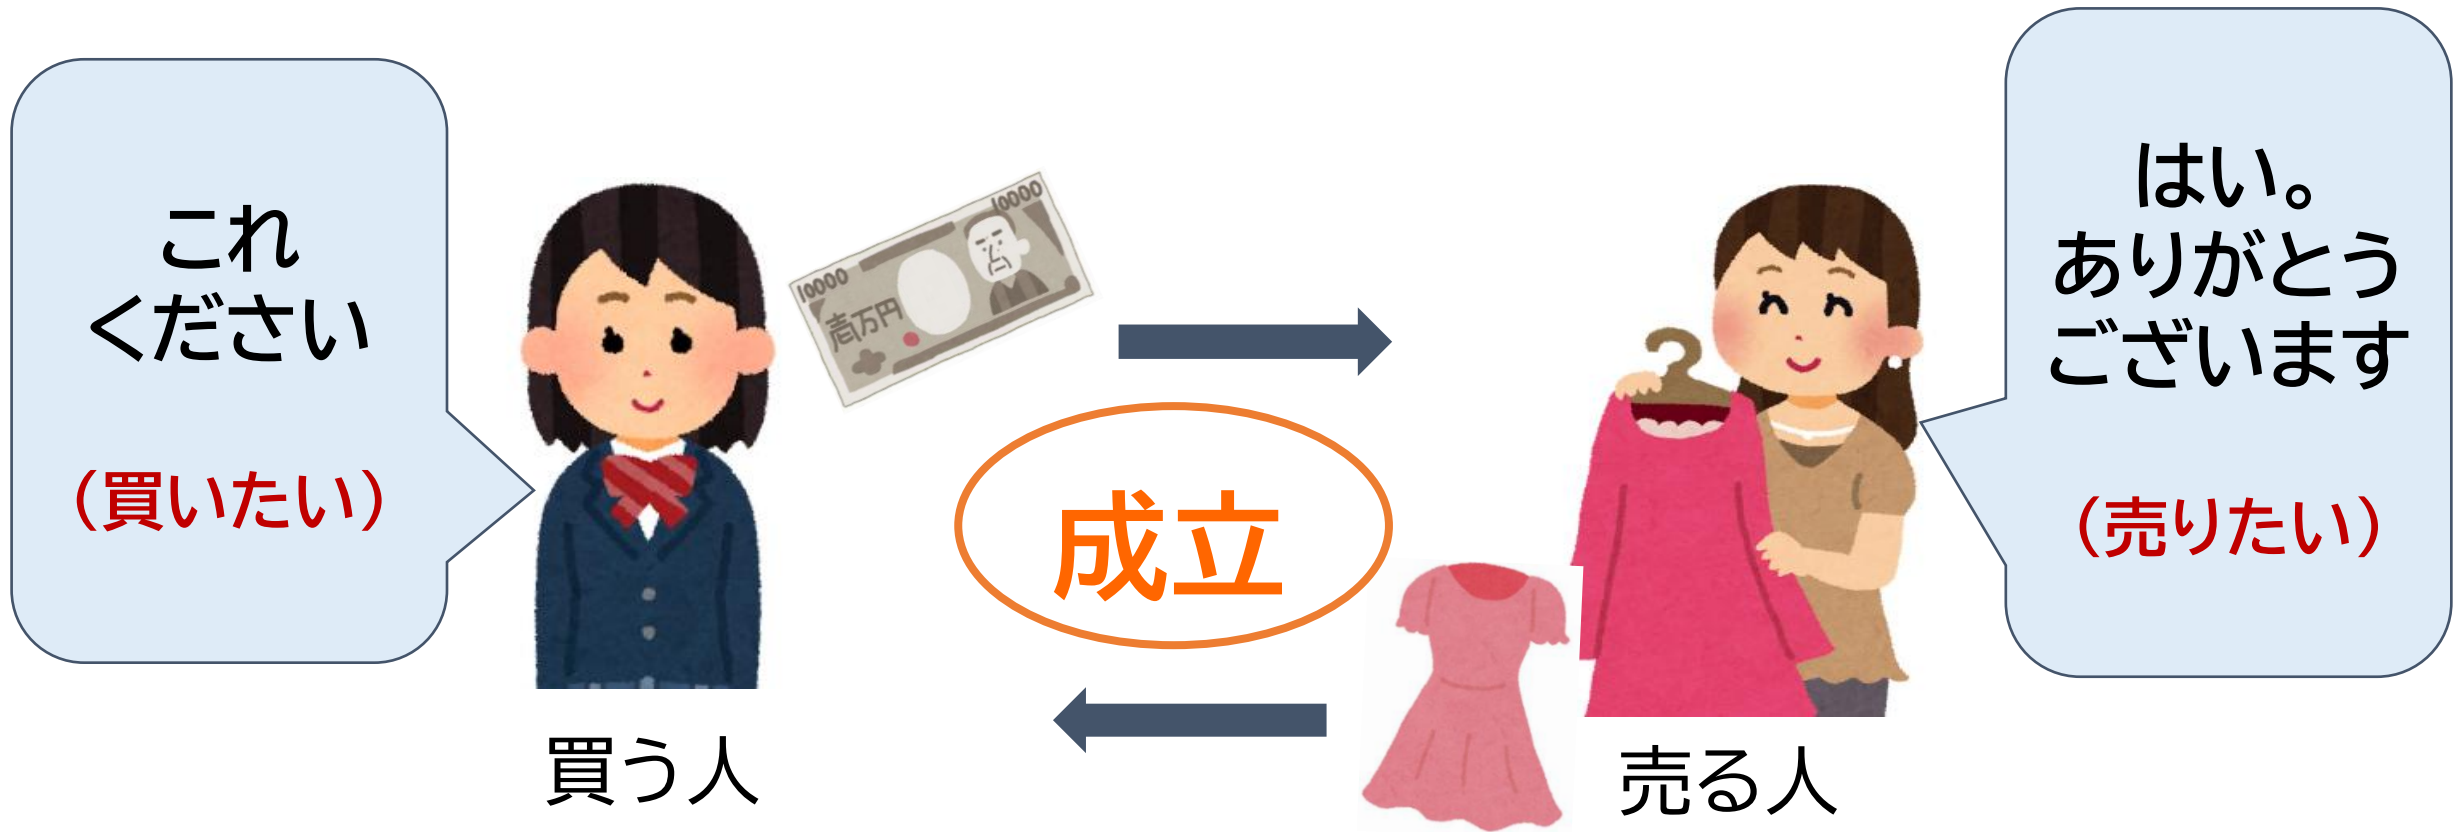 これ
ください
（買いたい）
10000
10000
壱万円
成立
はい。
ありがとう
ございます
（売りたい）
買う人
売る人